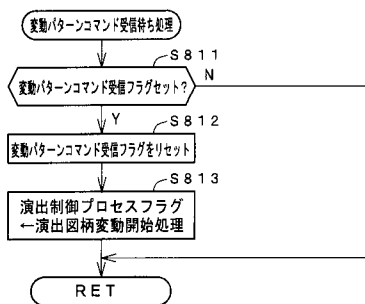 変動パターンコマンド受信待ち処理
S811
変動パターンコマンド受信フラグセット?
N
Y
S812
変動パターンコマンド受信フラグをリセット
S813
演出制御プロセスフラグ
←演出図柄変動開始処理
RET